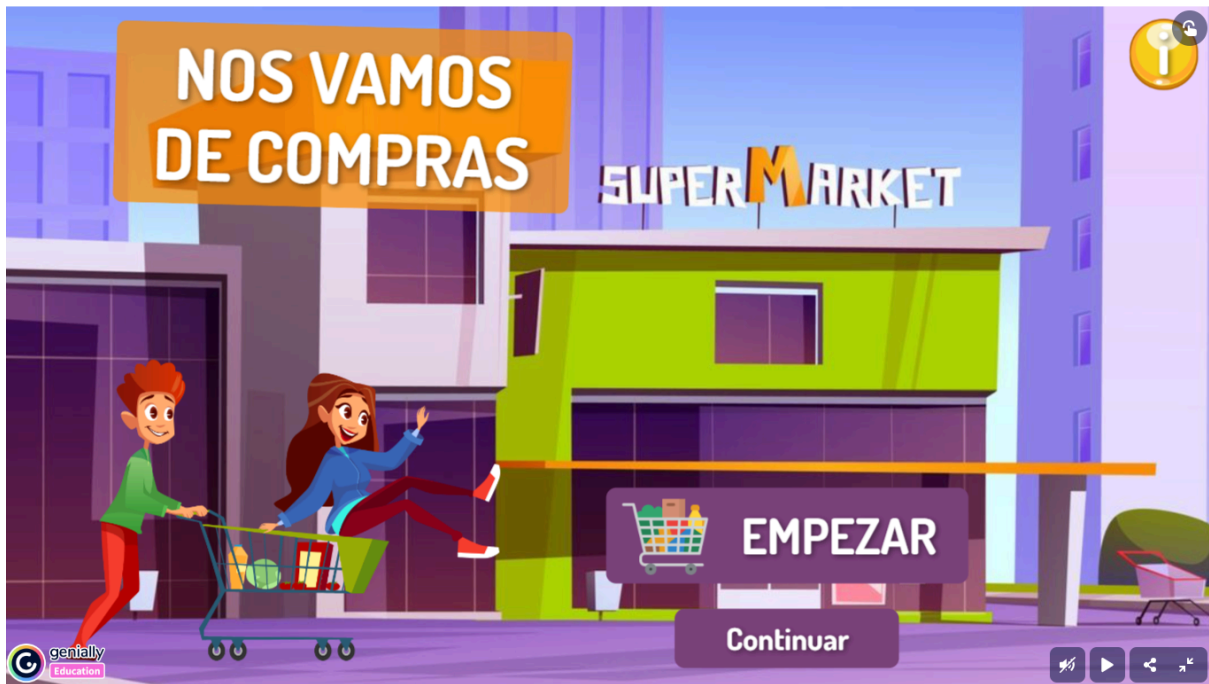 NOS VAMOS
DE COMPRAS
SUPERMARKET
EMPEZAR
Continuar
genially
Education